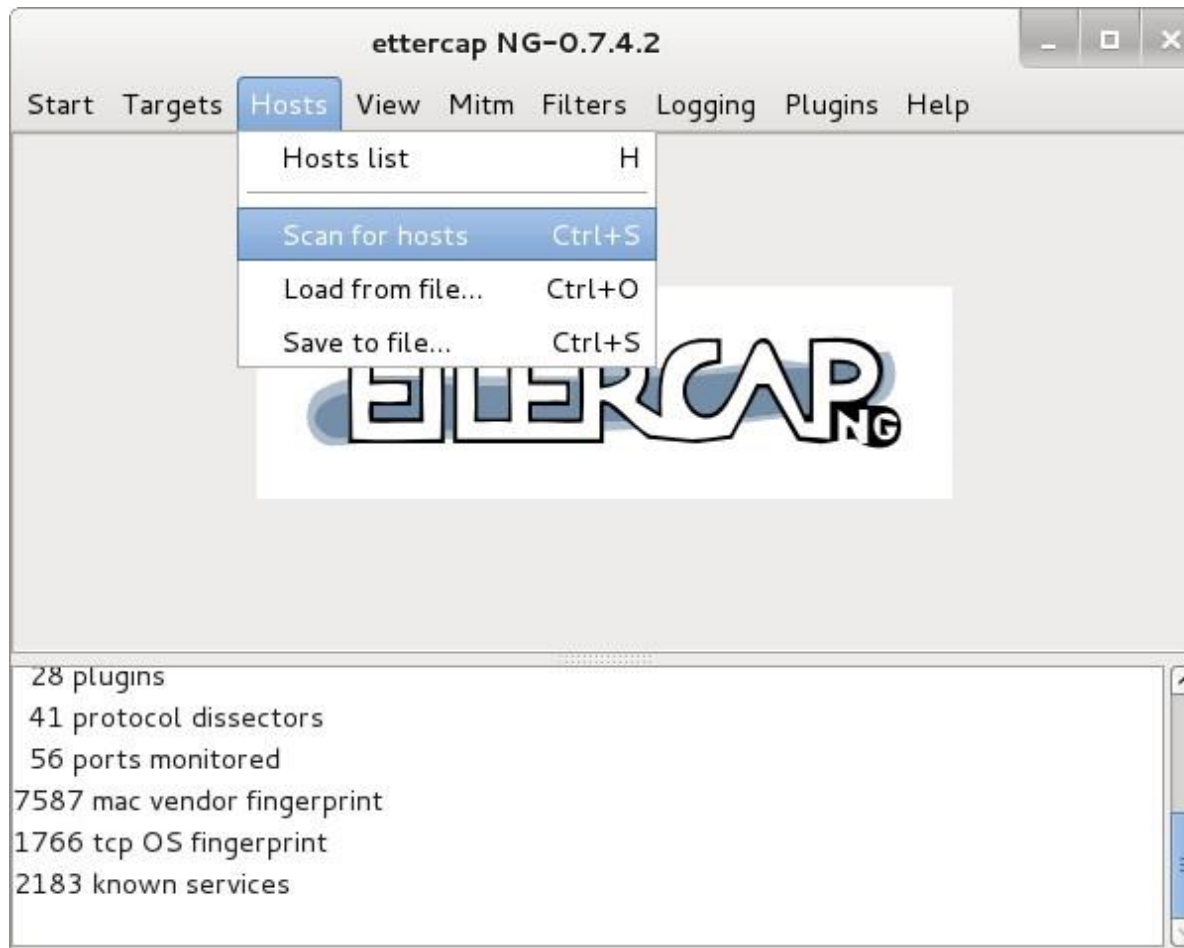 ettercap NG-0.7.4.2
Start Targets Hosts View Mitm Filters Logging Plugins Help
Hosts list H
Scan for hosts Ctrl+S
Load from file... Ctrl+O
Save to file... Ctrl+S
ETTERCAP NG
28 plugins
41 protocol dissectors
56 ports monitored
7587 mac vendor fingerprint
1766 tcp OS fingerprint
2183 known services